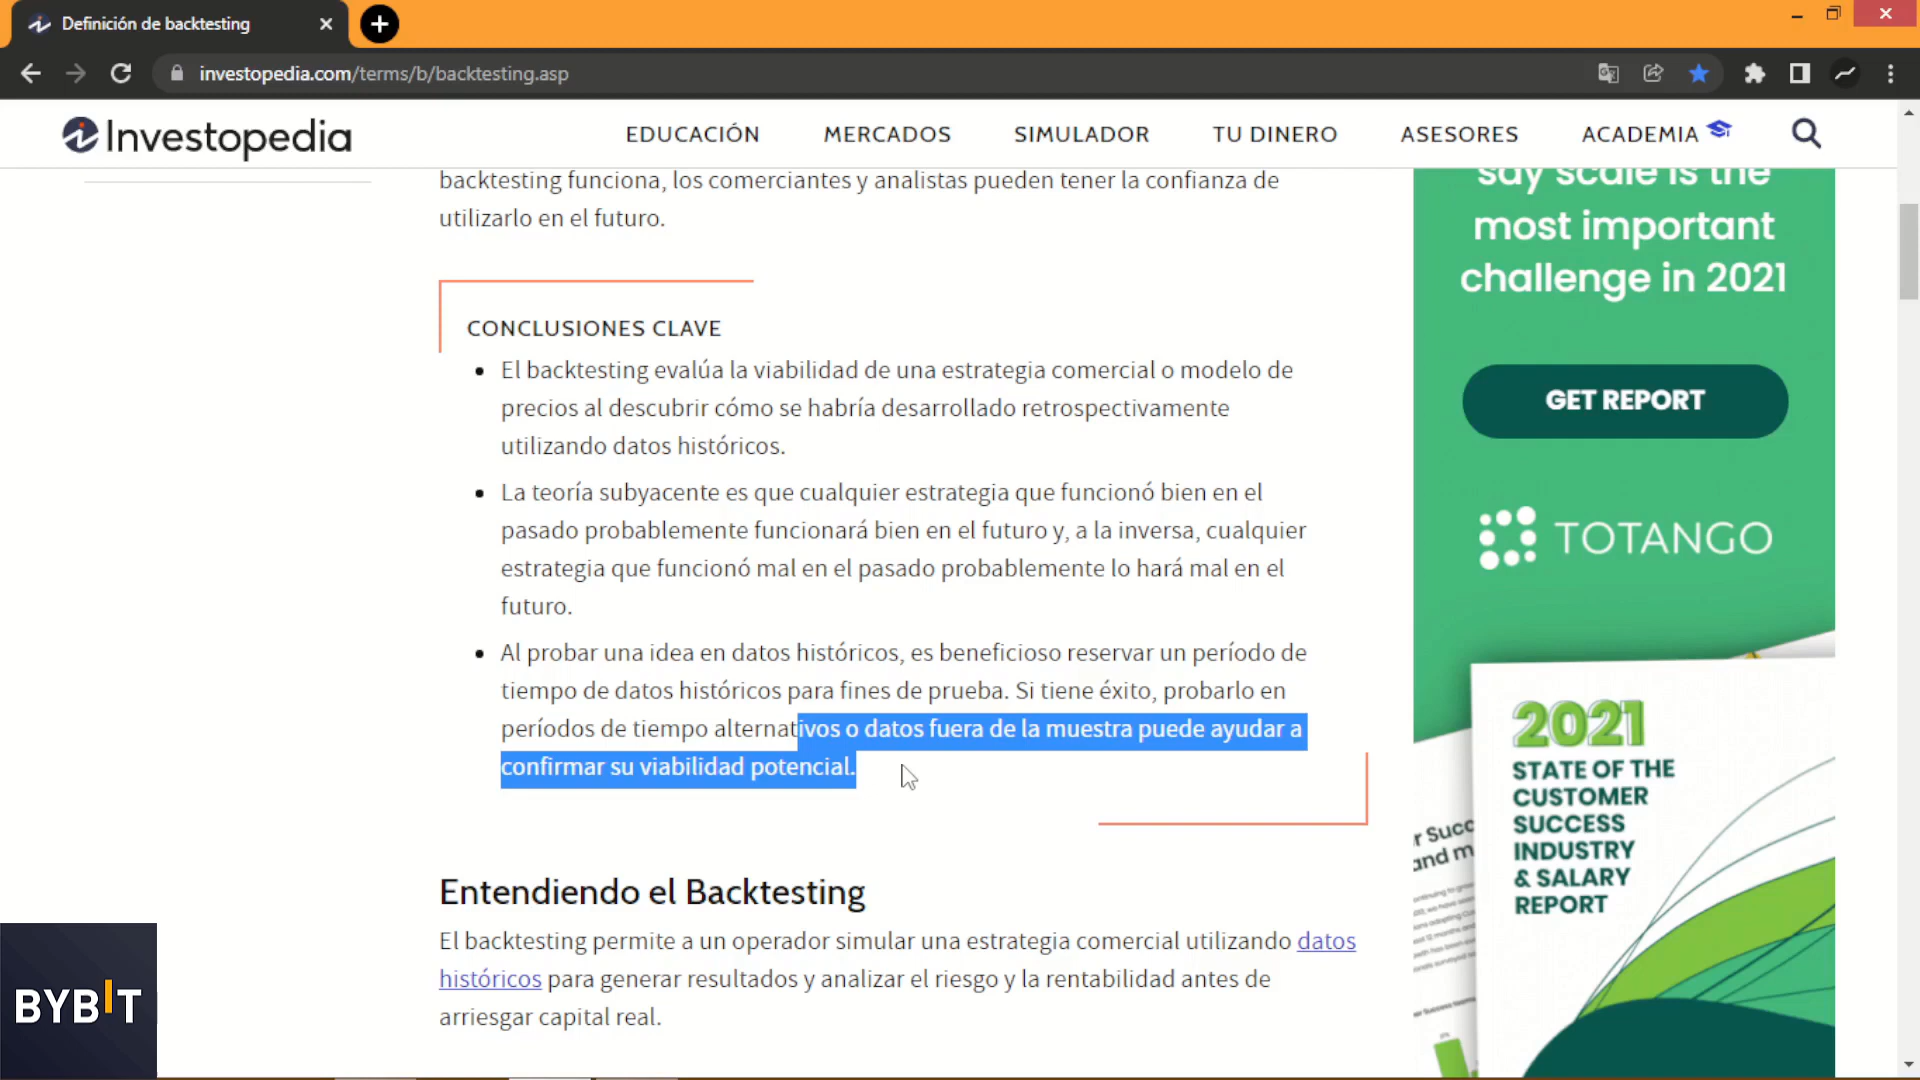 Definición de backtesting
investopedia.com/terms/b/backtesting.asp
Investopedia
EDUCACIÓN
MERCADOS
SIMULADOR
TU DINERO
ASESORES
ACADEMIA
backtesting funciona, los comerciantes y analistas pueden tener la confianza de
utilizarlo en el futuro.
CONCLUSIONES CLAVE
El backtesting evalúa la viabilidad de una estrategia comercial o modelo de
precios al descubrir cómo se habría desarrollado retrospectivamente
utilizando datos históricos.
La teoría subyacente es que cualquier estrategia que funcionó bien en el
pasado probablemente funcionará bien en el futuro y, a la inversa, cualquier
estrategia que funcionó mal en el pasado probablemente lo hará mal en el
futuro.
Al probar una idea en datos históricos, es beneficioso reservar un período de
tiempo de datos históricos para fines de prueba. Si tiene éxito, probarlo en
períodos de tiempo alternativos o datos fuera de la muestra puede ayudar a
confirmar su viabilidad potencial.
Entendiendo el Backtesting
El backtesting permite a un operador simular una estrategia comercial utilizando datos
históricos para generar resultados y analizar el riesgo y la rentabilidad antes de
arriesgar capital real.
say scale is the
most important
challenge in 2021
GET REPORT
TOTANGO
2021
STATE OF THE
CUSTOMER
SUCCESS
INDUSTRY
& SALARY
REPORT
BYBIT